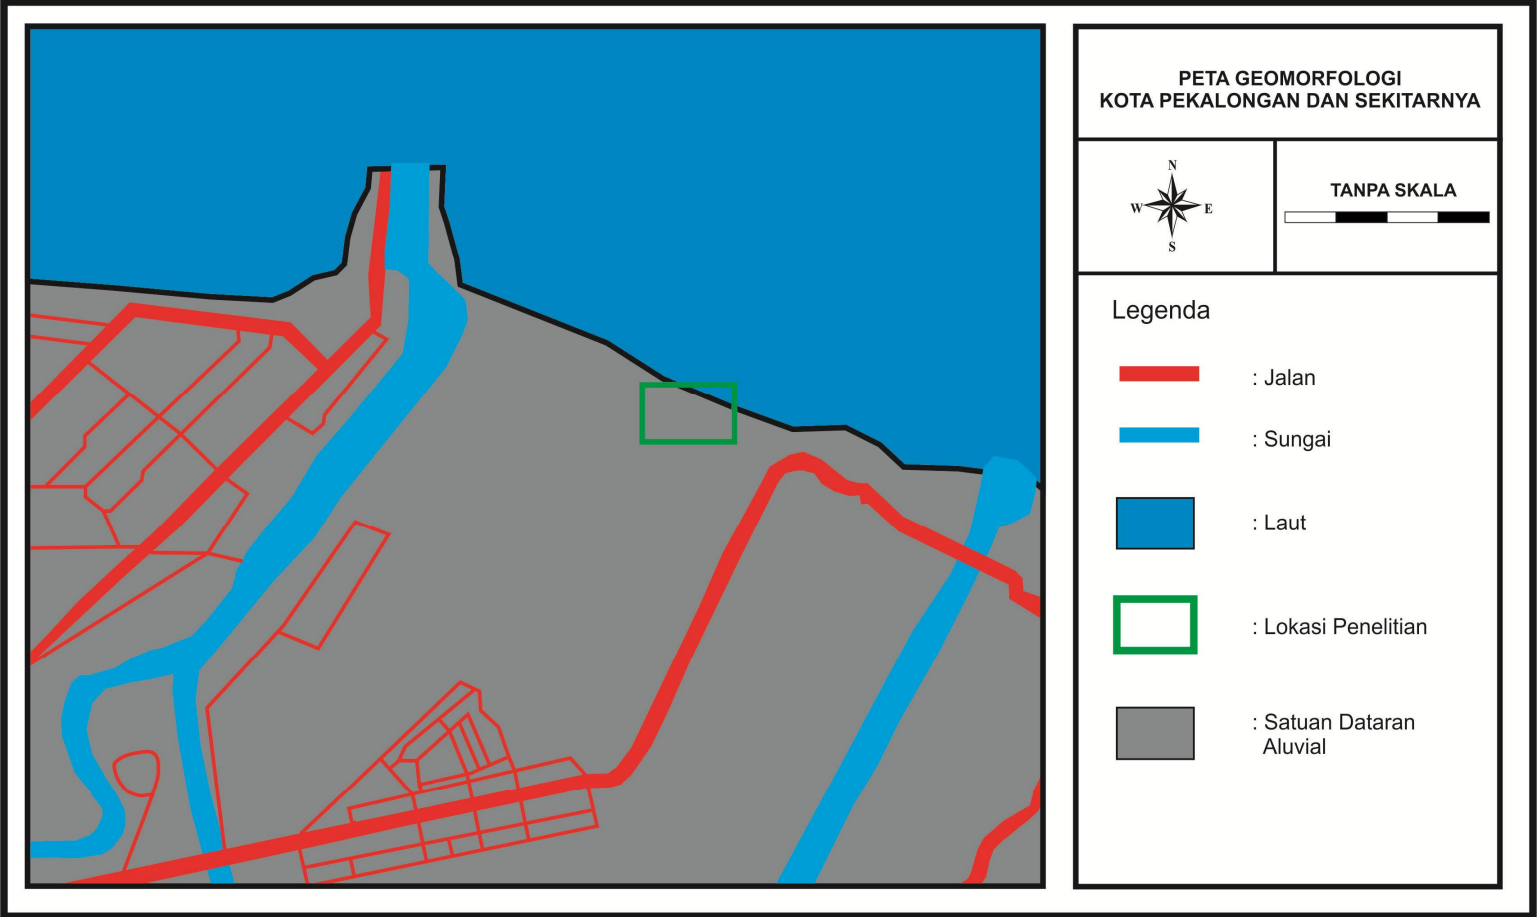 PETA GEOMORFOLOGI
KOTA PEKALONGAN DAN SEKITARNYA
N
W
E
S
TANPA SKALA
Legenda
: Jalan
: Sungai
: Laut
: Lokasi Penelitian
: Satuan Dataran
Aluvial